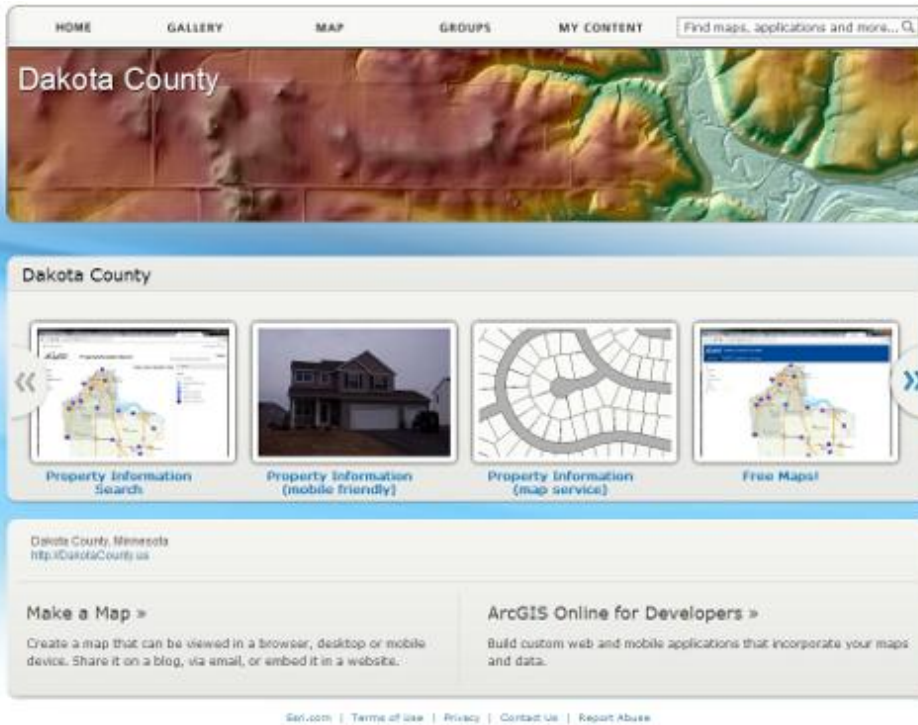 HOME GALLERY MAP GROUPS MY CONTENT Find maps, applications and more...
Dakota County
Dakota County
Property Information
Search
Property Information
(mobile friendly)
Property Information
(map service)
Free Maps!
Dakota County, Minnesota
http://DakotaCounty.us
Make a Map »
Create a map that can be viewed in a browser, desktop or mobile
device. Share it on a blog, via email, or embed it in a website.
ArcGIS Online for Developers »
Build custom web and mobile applications that incorporate your maps
and data.
Esri.com | Terms of Use | Privacy | Contact Us | Report Abuse